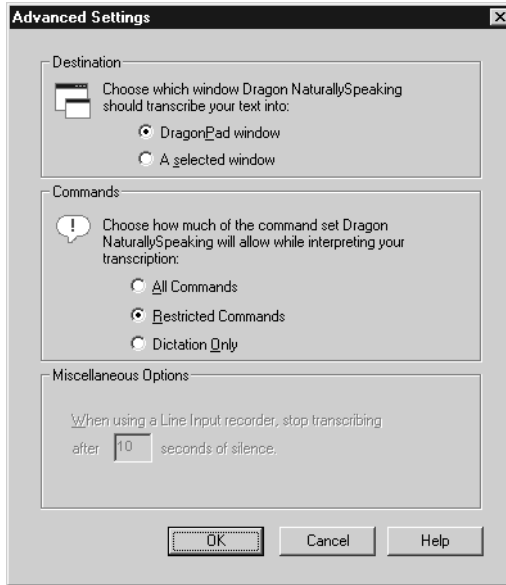 Advanced Settings
Destination
Choose which window Dragon NaturallySpeaking
should transcribe your text into:
DragonPad window
A selected window
Commands
Choose how much of the command set Dragon
NaturallySpeaking will allow while interpreting your
transcription:
All Commands
Restricted Commands
Dictation Only
Miscellaneous Options
When using a Line Input recorder, stop transcribing
after 10 seconds of silence.
OK Cancel Help